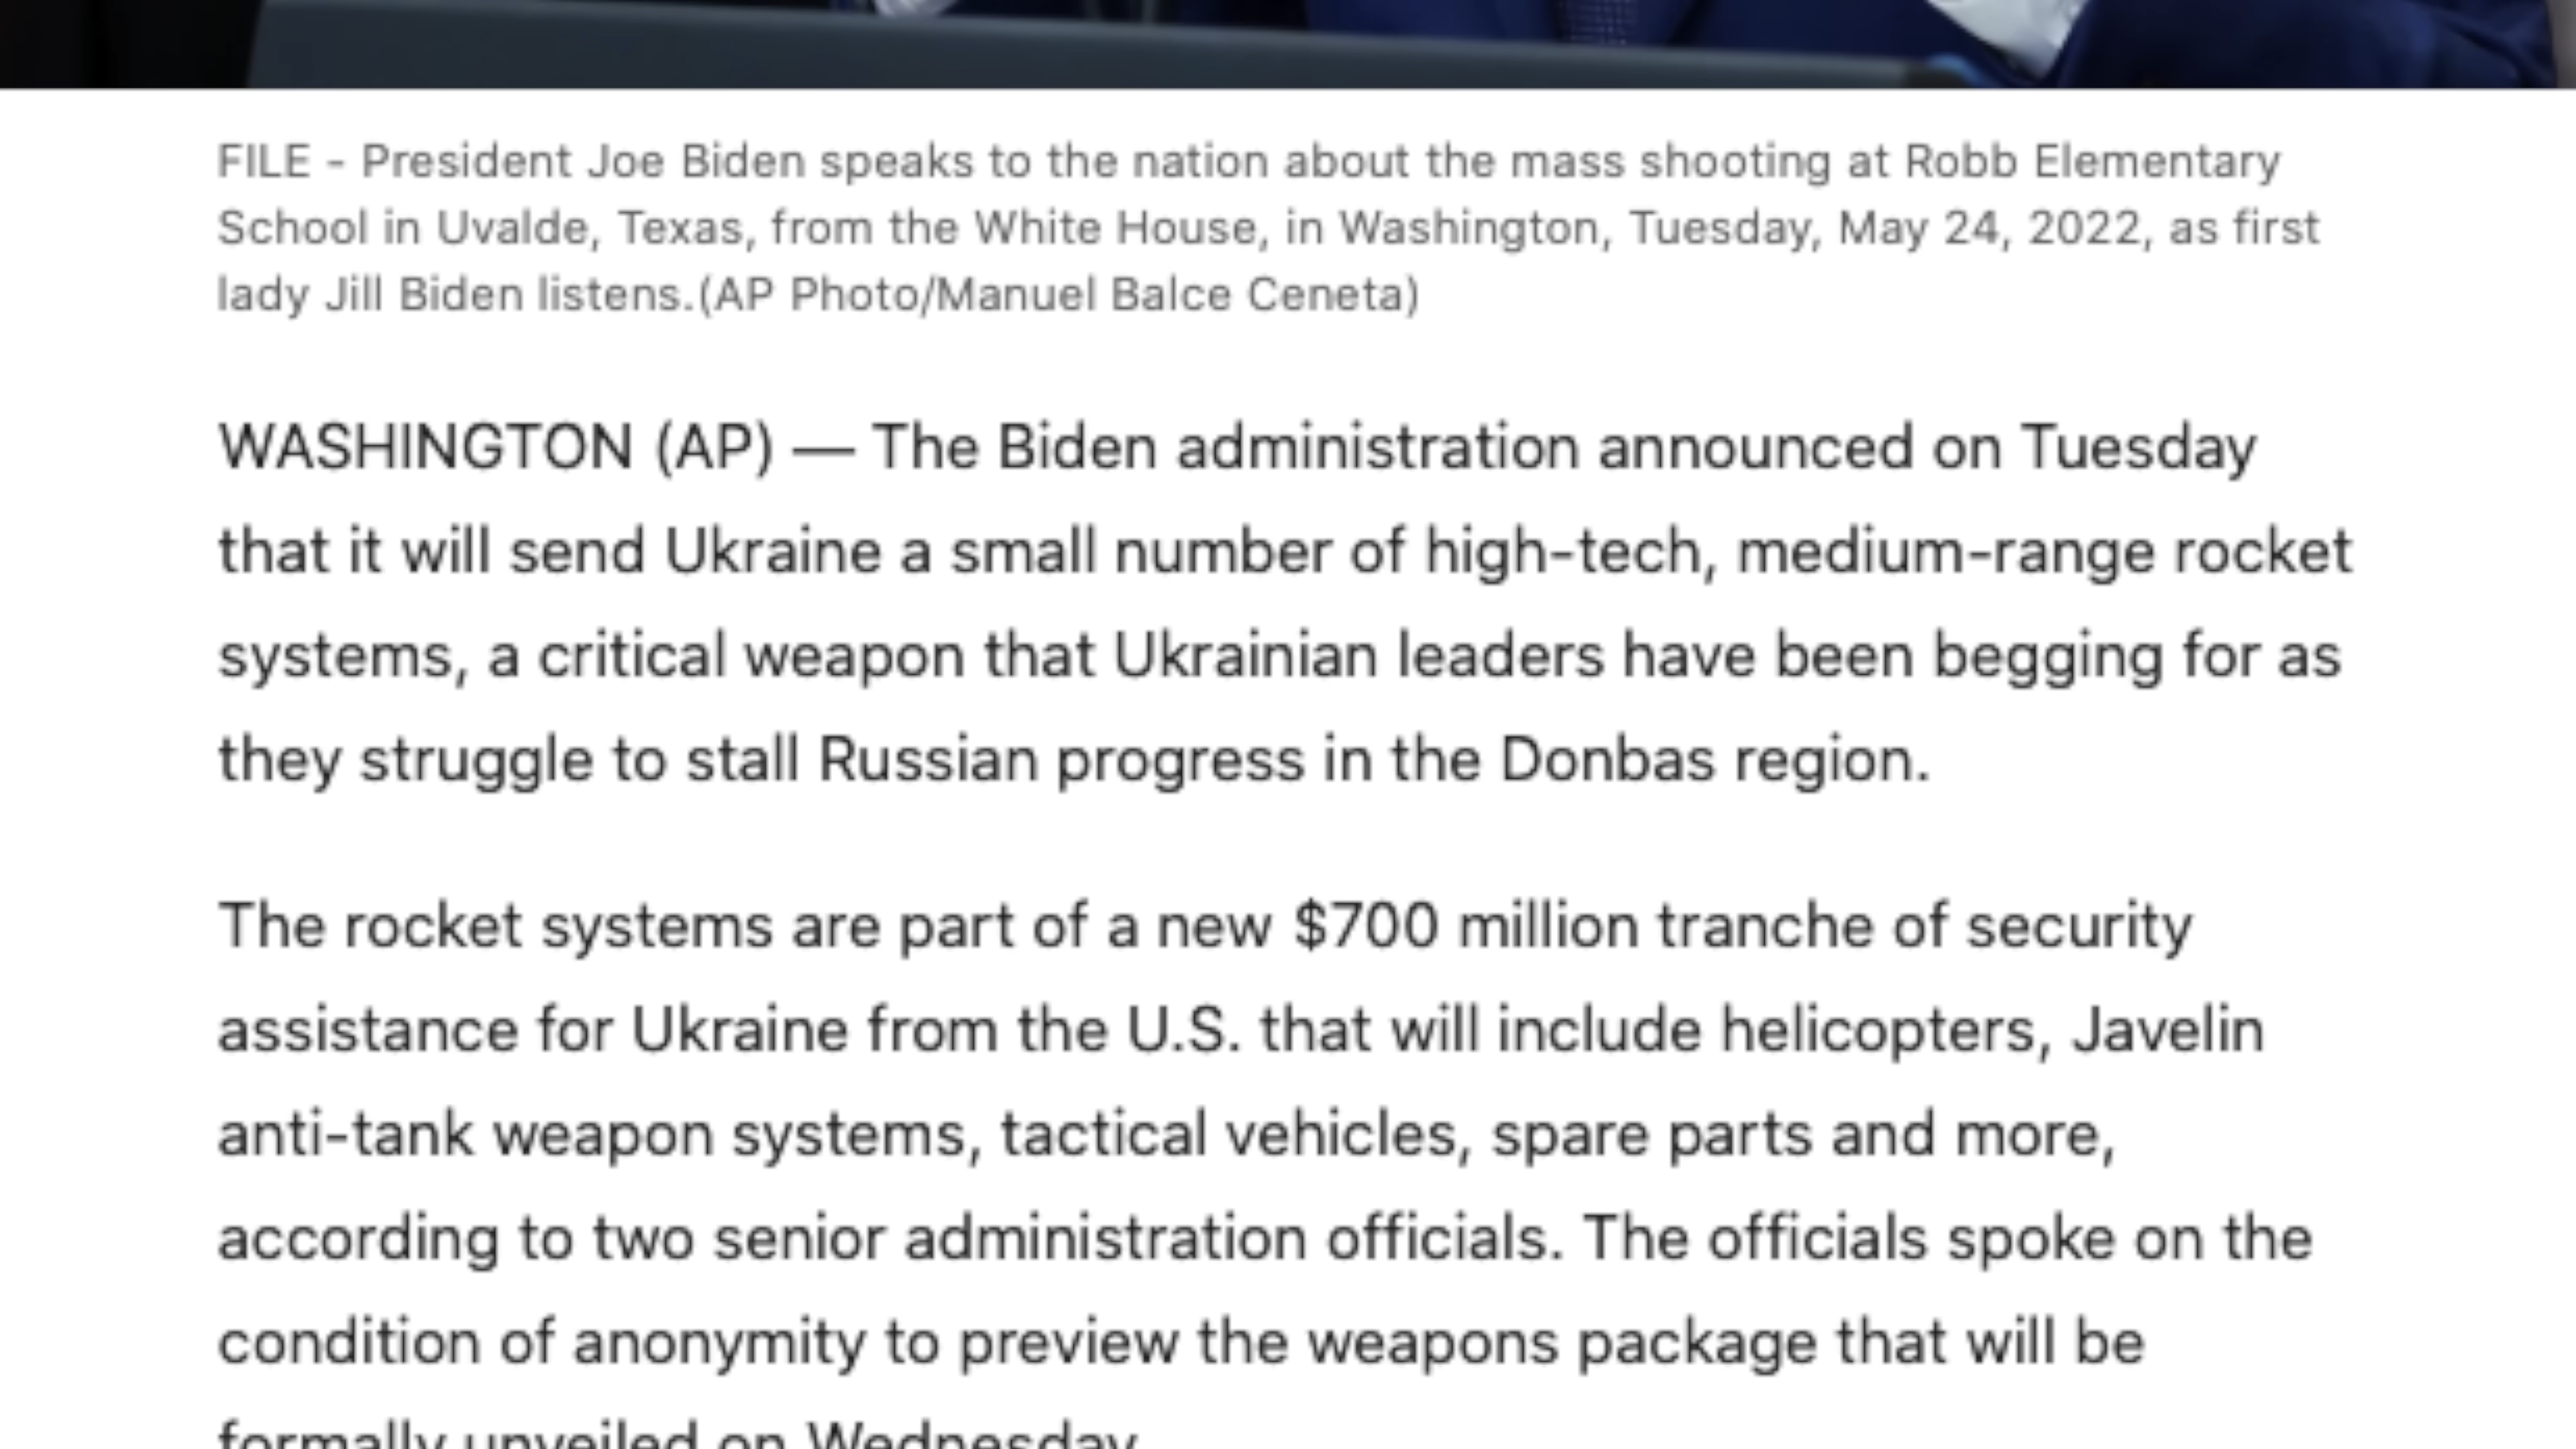 FILE - President Joe Biden speaks to the nation about the mass shooting at Robb Elementary
School in Uvalde, Texas, from the White House, in Washington, Tuesday, May 24, 2022, as first
lady Jill Biden listens.(AP Photo/Manuel Balce Ceneta)
WASHINGTON (AP) — The Biden administration announced on Tuesday
that it will send Ukraine a small number of high-tech, medium-range rocket
systems, a critical weapon that Ukrainian leaders have been begging for as
they struggle to stall Russian progress in the Donbas region.
The rocket systems are part of a new $700 million tranche of security
assistance for Ukraine from the U.S. that will include helicopters, Javelin
anti-tank weapon systems, tactical vehicles, spare parts and more,
according to two senior administration officials. The officials spoke on the
condition of anonymity to preview the weapons package that will be
formally unveiled on Wednesday